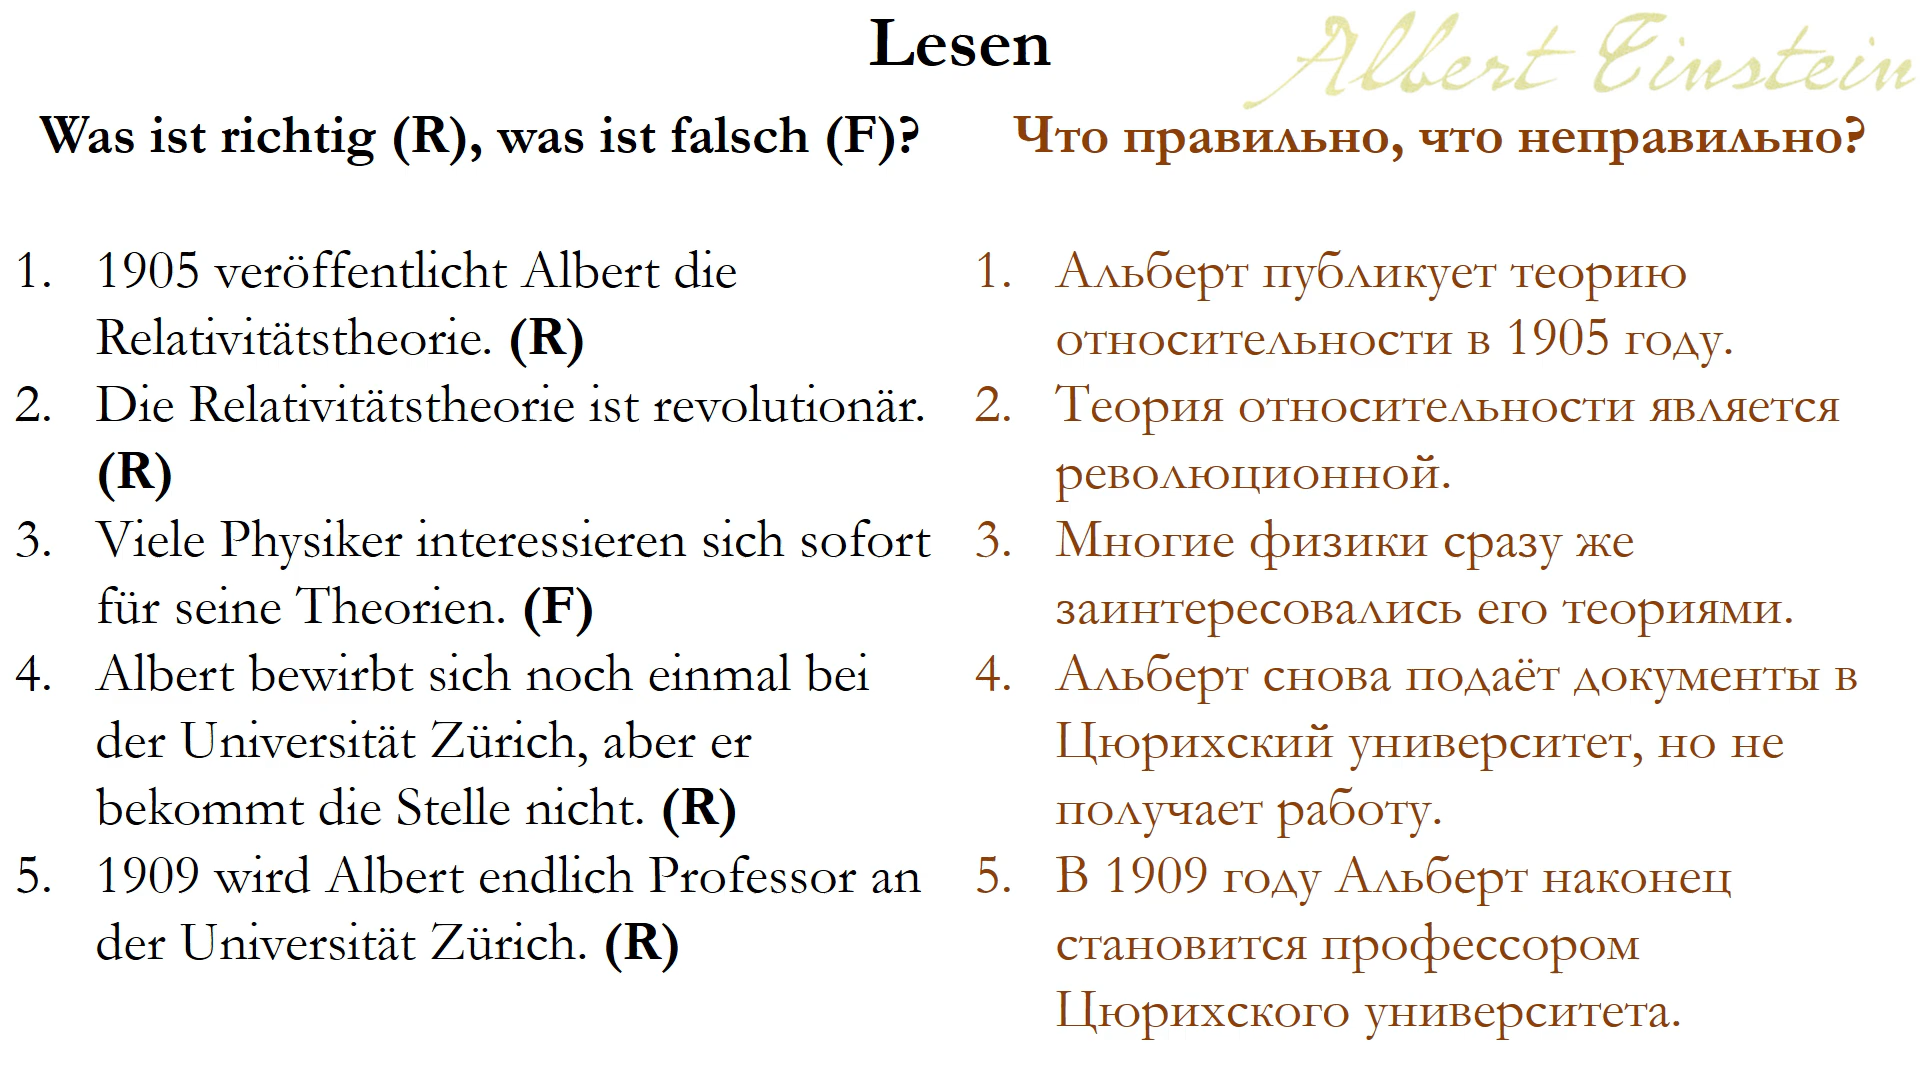 Lesen
Albert Einstein
Was ist richtig (R), was ist falsch (F)?
1. 1905 veröffentlicht Albert die
Relativitätstheorie. (R)
2. Die Relativitätstheorie ist revolutionär.
(R)
3. Viele Physiker interessieren sich sofort
für seine Theorien. (F)
4. Albert bewirbt sich noch einmal bei
der Universität Zürich, aber er
bekommt die Stelle nicht. (R)
5. 1909 wird Albert endlich Professor an
der Universität Zürich. (R)
Что правильно, что неправильно?
1. Альберт публикует теорию
относительности в 1905 году.
2. Теория относительности является
революционной.
3. Многие физики сразу же
заинтересовались его теориями.
4. Альберт снова подаёт документы в
Цюрихский университет, но не
получает работу.
5. В 1909 году Альберт наконец
становится профессором
Цюрихского университета.